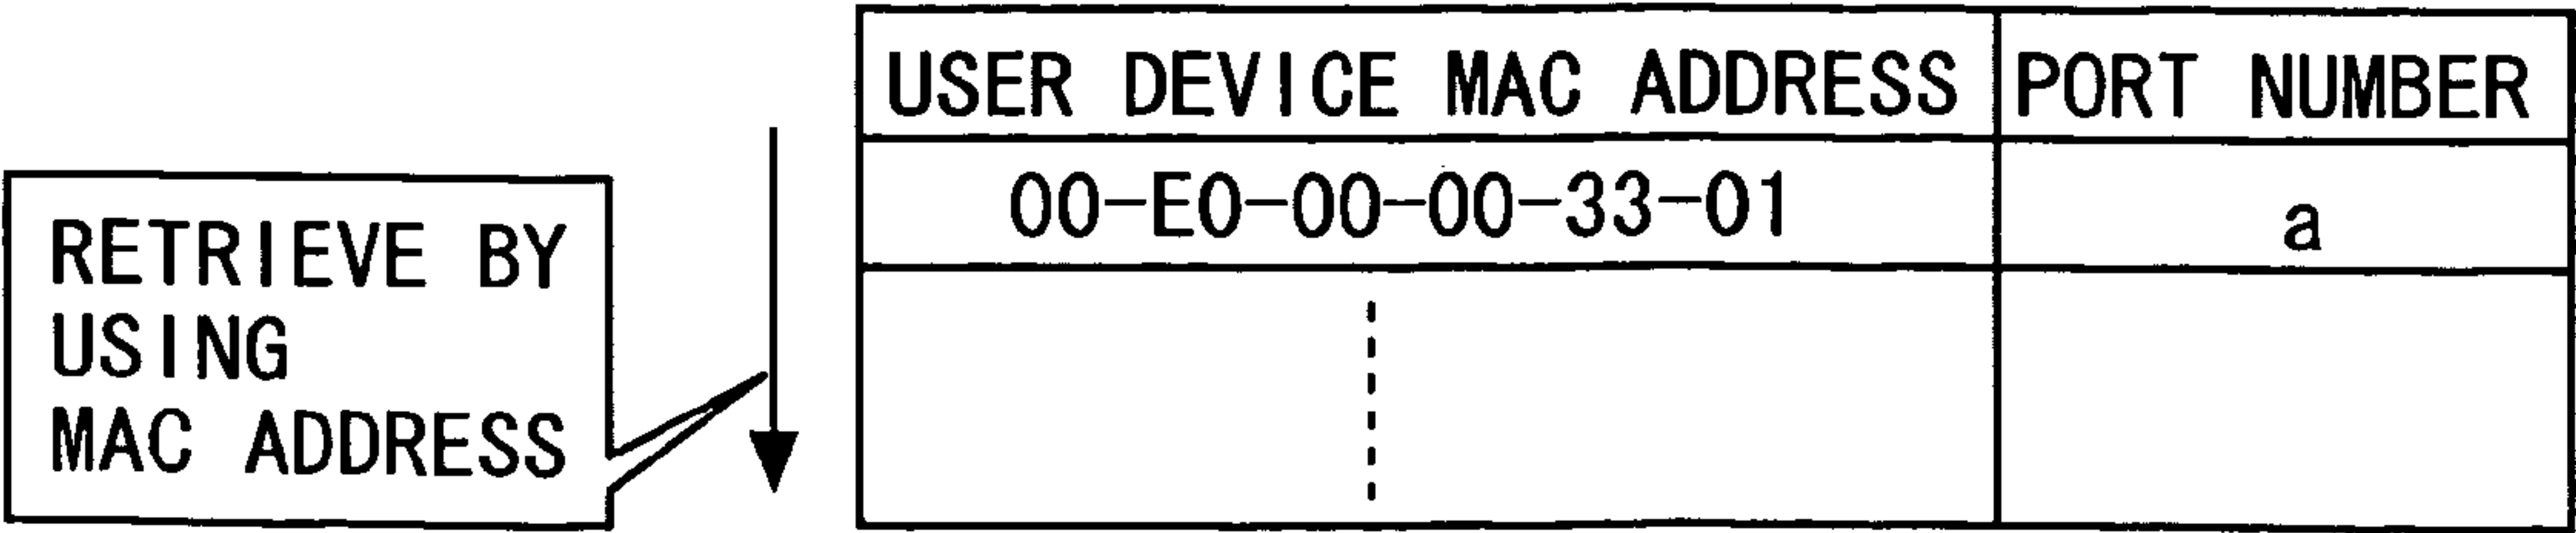 RETRIEVE BY
USING
MAC ADDRESS
USER DEVICE MAC ADDRESS PORT NUMBER
00-E0-00-00-33-01 a